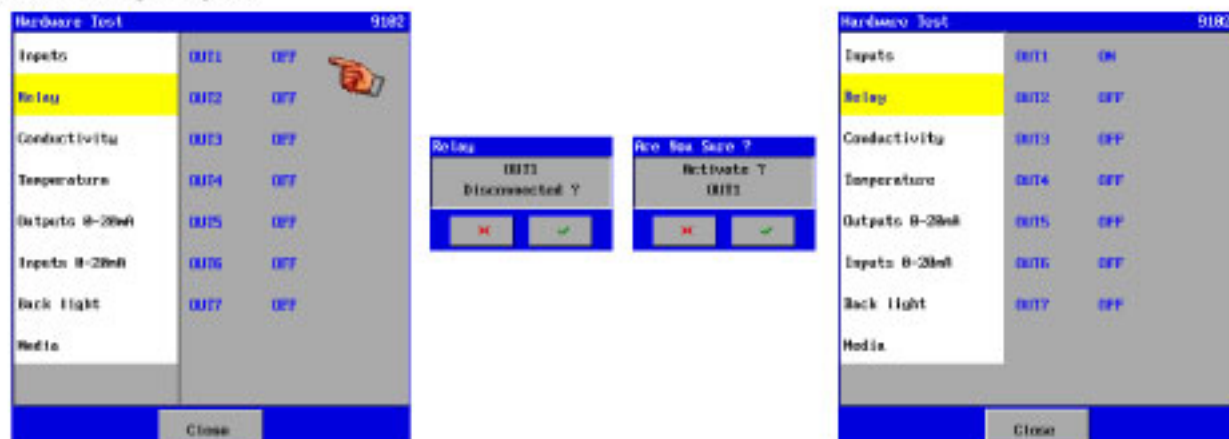 Hardware Test 9102
Inputs OUT1 OFF
Relay OUT2 OFF
Conductivity OUT3 OFF
Temperature OUT4 OFF
Outputs 0-20mA OUT5 OFF
Inputs 0-20mA OUT6 OFF
Back light OUT7 OFF
Media
Close
Relay
OUT1
Disconnected ?
Are You Sure ?
Activate ?
OUT1
Hardware Test 9102
Inputs OUT1 ON
Relay OUT2 OFF
Conductivity OUT3 OFF
Temperature OUT4 OFF
Outputs 0-20mA OUT5 OFF
Inputs 0-20mA OUT6 OFF
Back light OUT7 OFF
Media
Close